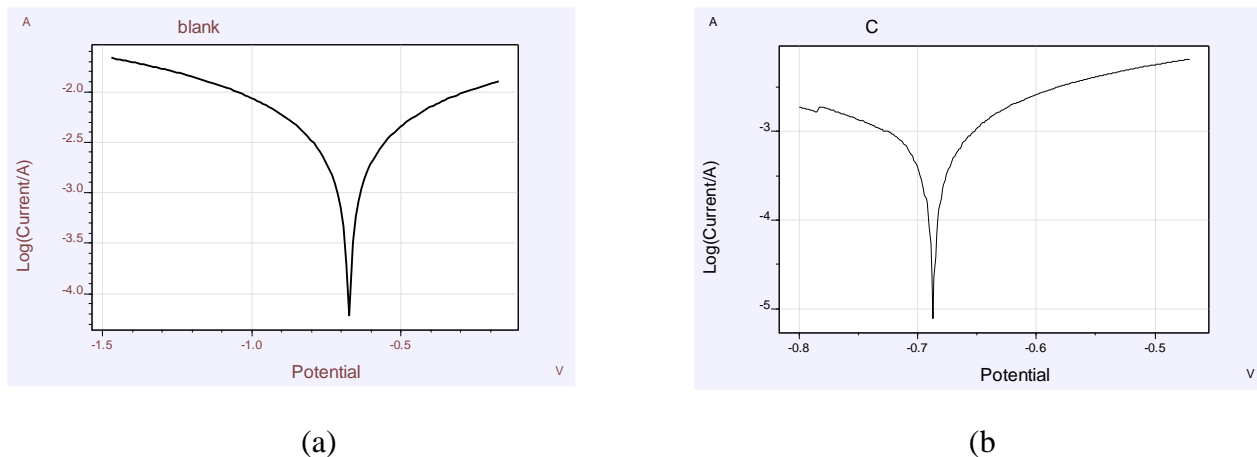 A
blank
Log(Current/A)
-2.0
-2.5
-3.0
-3.5
-4.0
-1.5
-1.0
-0.5
Potential
V
(a)
A
C
Log(Current/A)
-3
-4
-5
-0.8
-0.7
-0.6
-0.5
Potential
V
(b